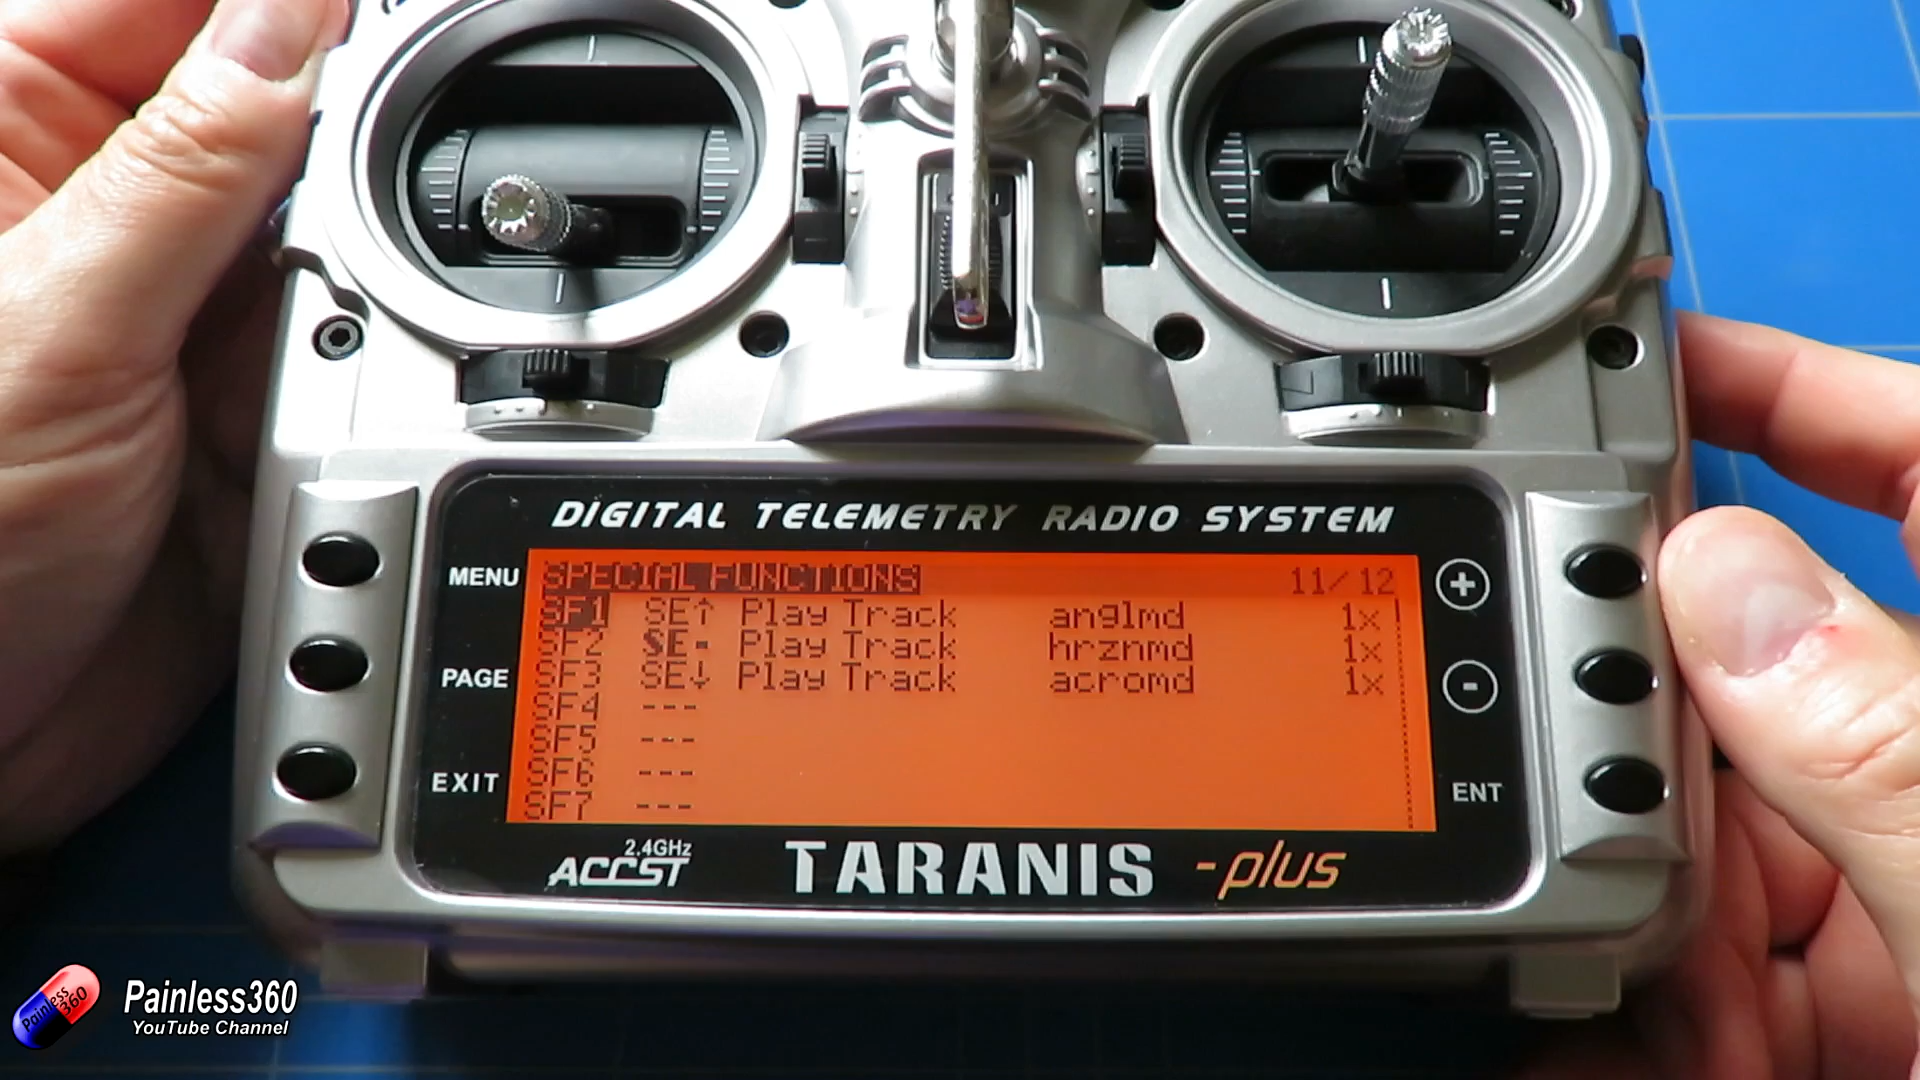 DIGITAL TELEMETRY RADIO SYSTEM
MENU
PAGE
EXIT
SPECIAL FUNCTIONS 11/12
SF1 SE↑ Play Track anglmd 1x
SF2 SE- Play Track hrznmd 1x
SF3 SE↓ Play Track acromd 1x
SF4 ---
SF5 ---
SF6 ---
SF7 ---
+
-
ENT
2.4GHz
ACCST
TARANIS -plus
Painless360
Painless360
YouTube Channel